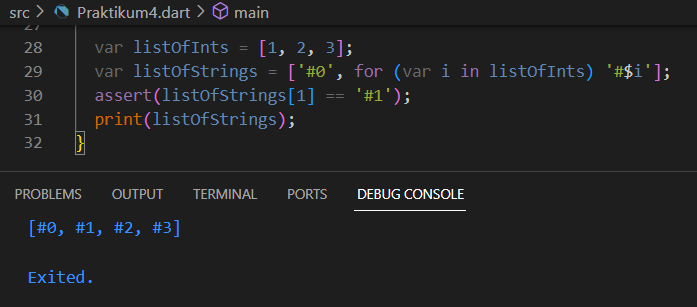 src > Praktikum4.dart > main
28 var listOfInts = [1, 2, 3];
29 var listOfStrings = ['#0', for (var i in listOfInts) '#$i'];
30 assert(listOfStrings[1] == '#1');
31 print(listOfStrings);
32 }
PROBLEMS OUTPUT TERMINAL PORTS DEBUG CONSOLE
[#0, #1, #2, #3]
Exited.